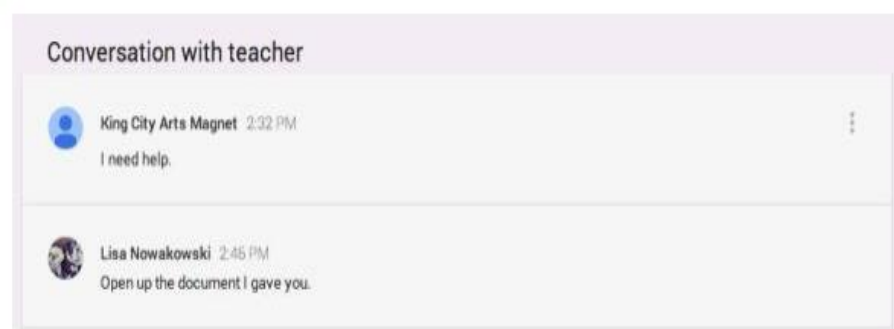 Conversation with teacher
King City Arts Magnet 2:32 PM
I need help.
Lisa Nowakowski 2:45 PM
Open up the document I gave you.